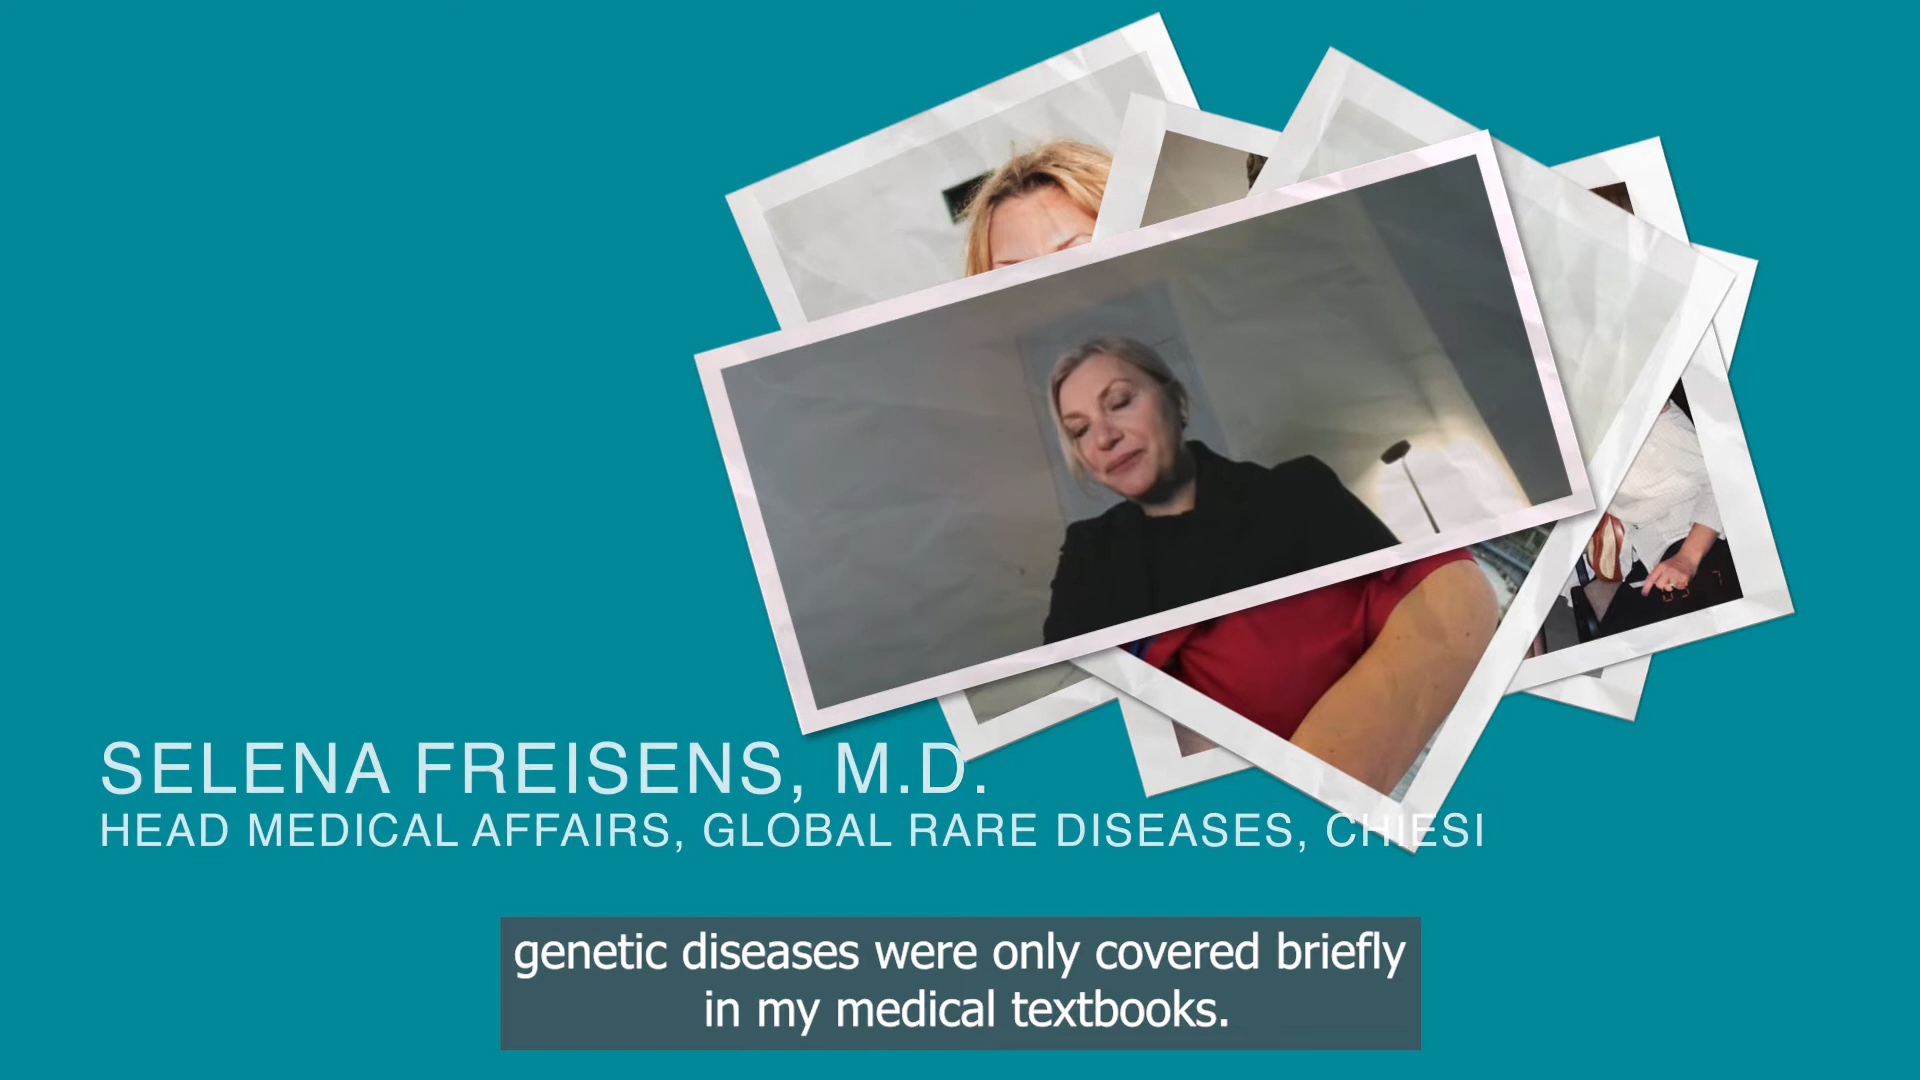 SELENA FREISENS, M.D.
HEAD MEDICAL AFFAIRS, GLOBAL RARE DISEASES, CHIESI
genetic diseases were only covered briefly
in my medical textbooks.